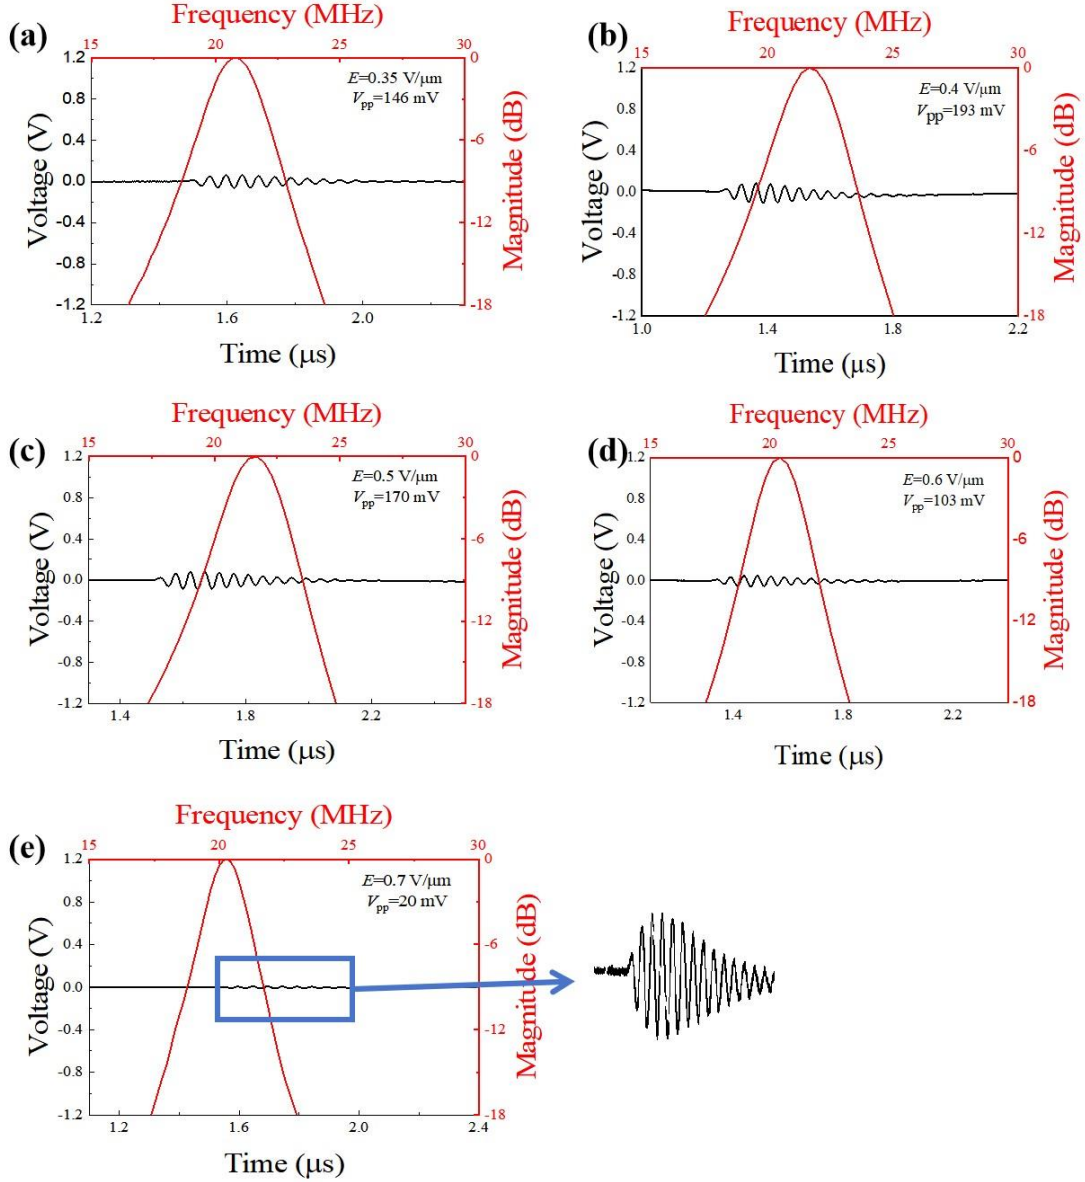 (a)
Frequency (MHz)
15 20 25 30
1.2 0.8 0.4 0.0 -0.4 -0.8 -1.2
Voltage (V)
E=0.35 V/μm
Vpp=146 mV
0 -6 -12 -18
Magnitude (dB)
1.2 1.6 2.0
Time (μs)
(b)
Frequency (MHz)
15 20 25 30
1.2 0.8 0.4 0.0 -0.4 -0.8 -1.2
Voltage (V)
E=0.4 V/μm
Vpp=193 mV
0 -6 -12 -18
Magnitude (dB)
1.0 1.4 1.8 2.2
Time (μs)
(c)
Frequency (MHz)
15 20 25 30
1.2 0.8 0.4 0.0 -0.4 -0.8 -1.2
Voltage (V)
E=0.5 V/μm
Vpp=170 mV
0 -6 -12 -18
Magnitude (dB)
1.4 1.8 2.2
Time (μs)
(d)
Frequency (MHz)
15 20 25 30
1.2 0.8 0.4 0.0 -0.4 -0.8 -1.2
Voltage (V)
E=0.6 V/μm
Vpp=103 mV
0 -6 -12 -18
Magnitude (dB)
1.4 1.8 2.2
Time (μs)
(e)
Frequency (MHz)
15 20 25 30
1.2 0.8 0.4 0.0 -0.4 -0.8 -1.2
Voltage (V)
E=0.7 V/μm
Vpp=20 mV
0 -6 -12 -18
Magnitude (dB)
1.2 1.6 2.0 2.4
Time (μs)